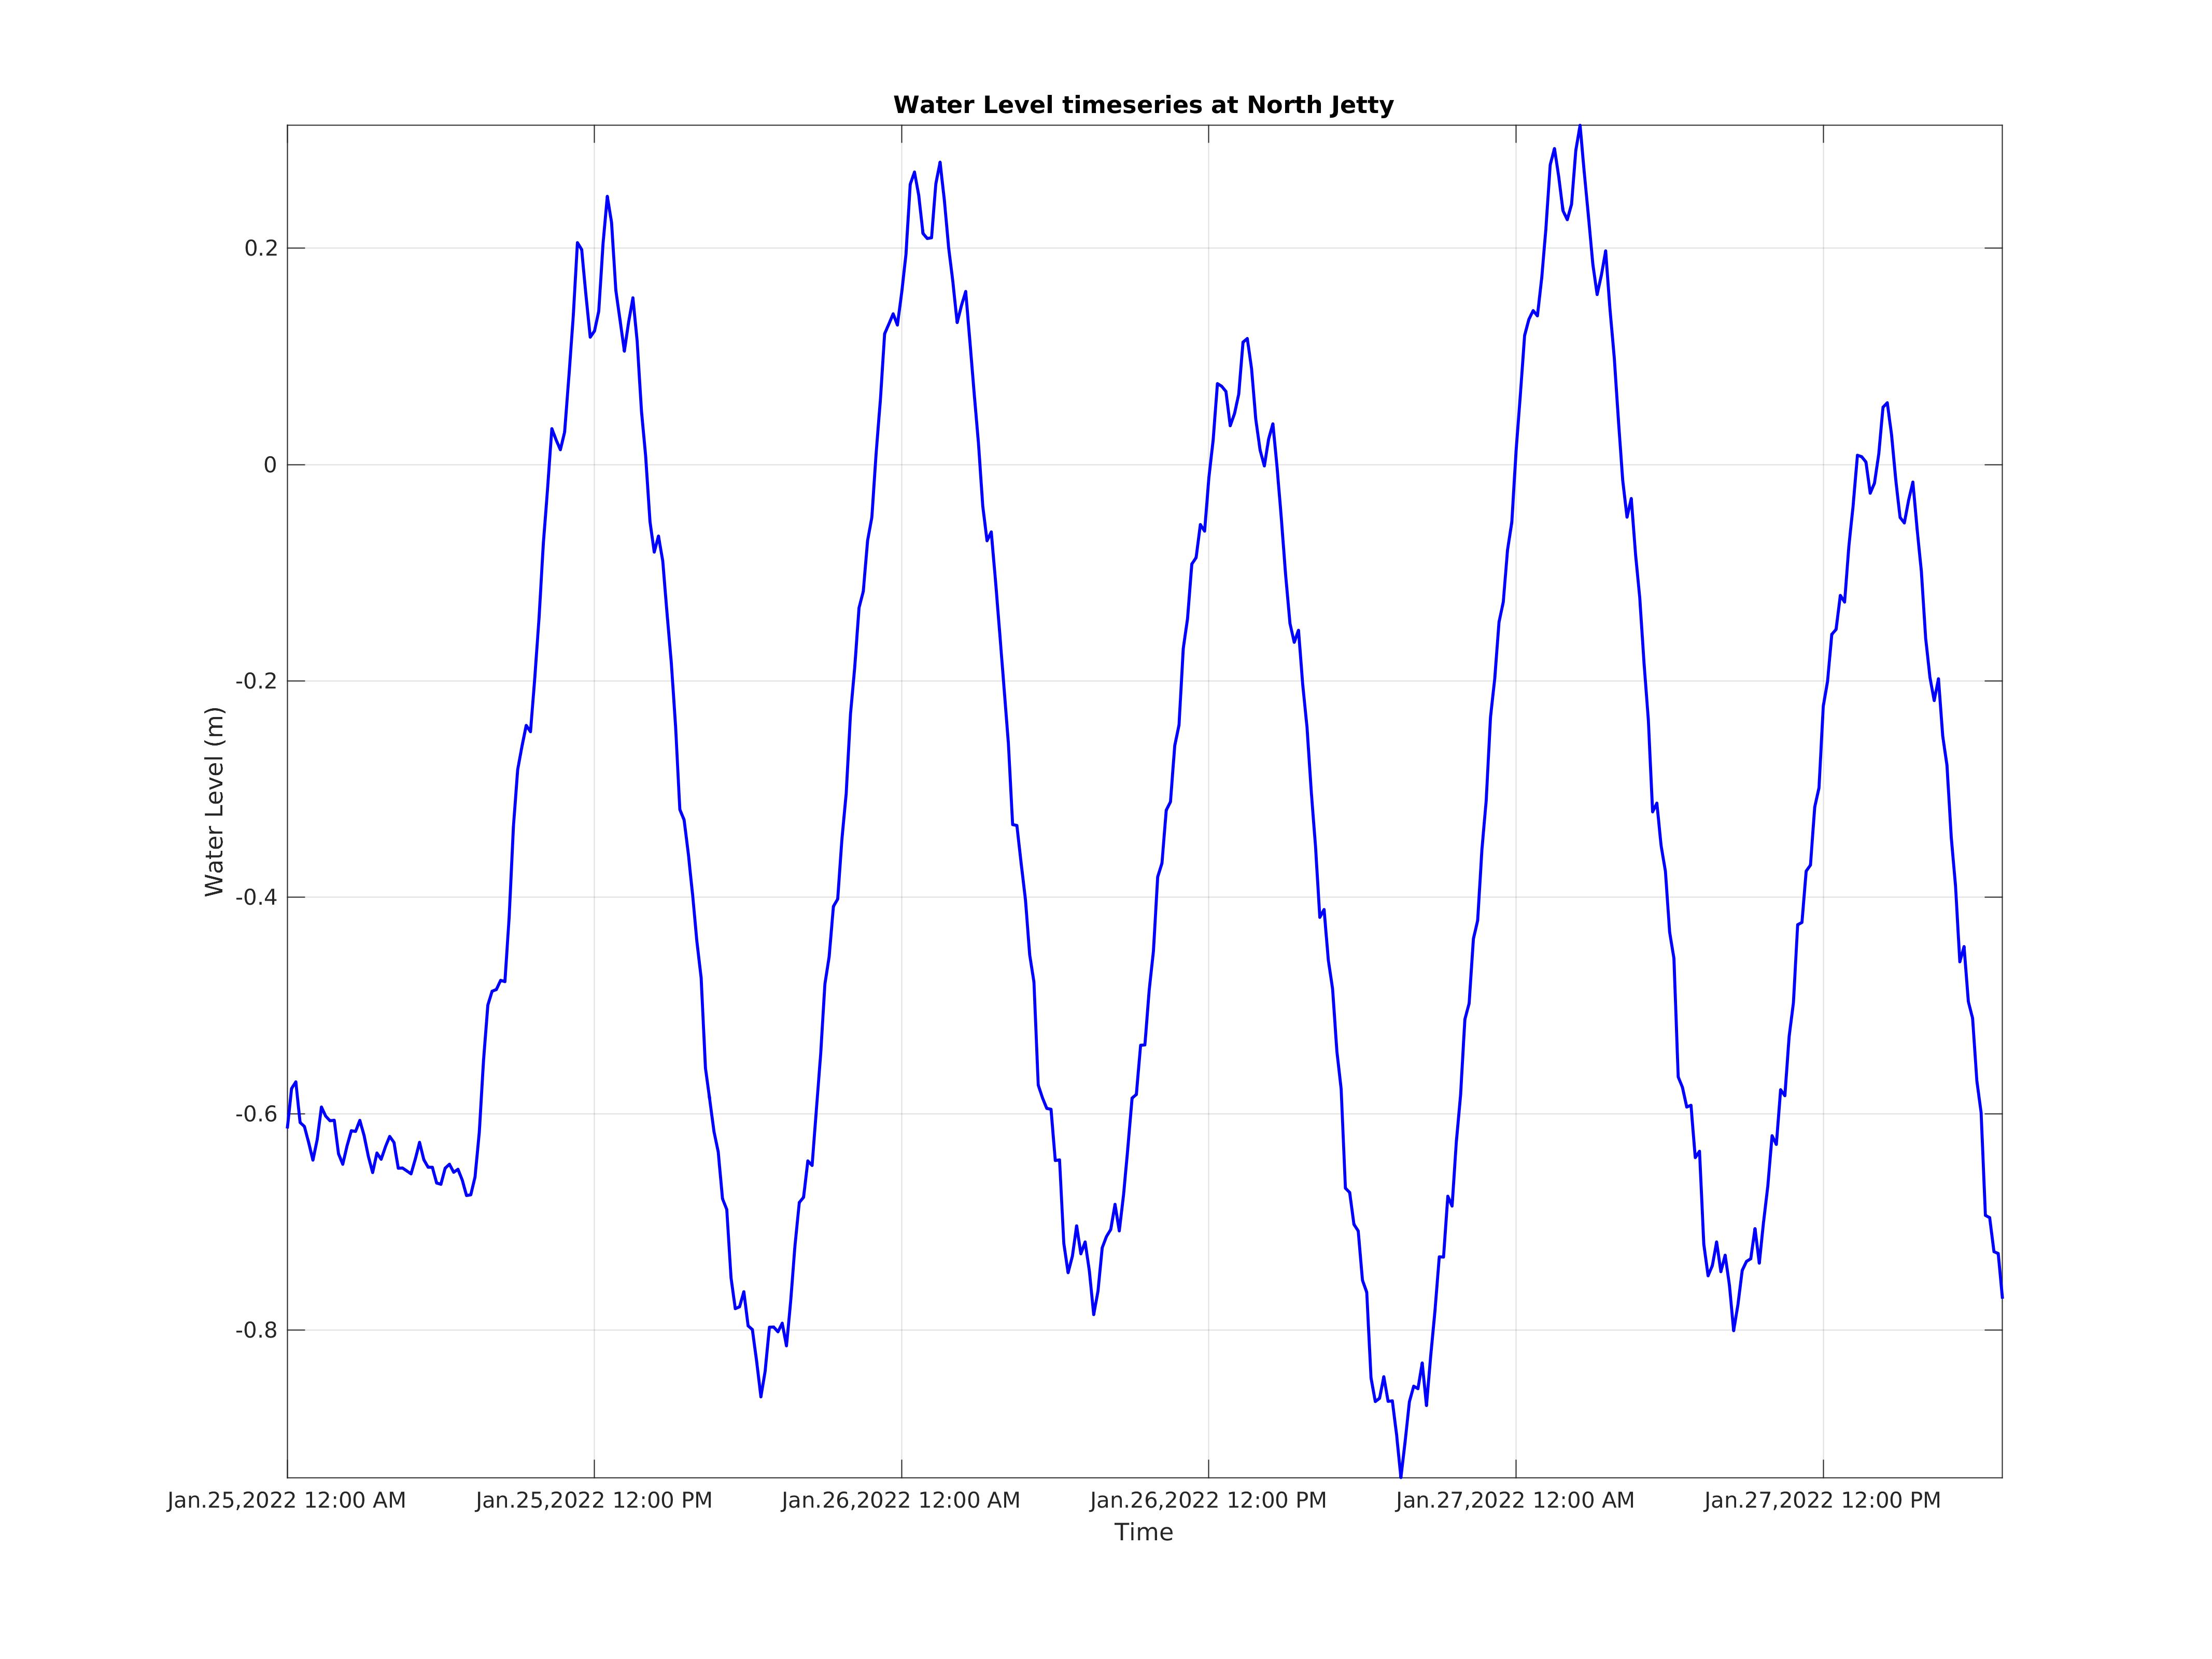 Water Level timeseries at North Jetty
0.2
0
-0.2
-0.4
-0.6
-0.8
Water Level (m)
Jan.25,2022 12:00 AM
Jan.25,2022 12:00 PM
Jan.26,2022 12:00 AM
Jan.26,2022 12:00 PM
Jan.27,2022 12:00 AM
Jan.27,2022 12:00 PM
Time